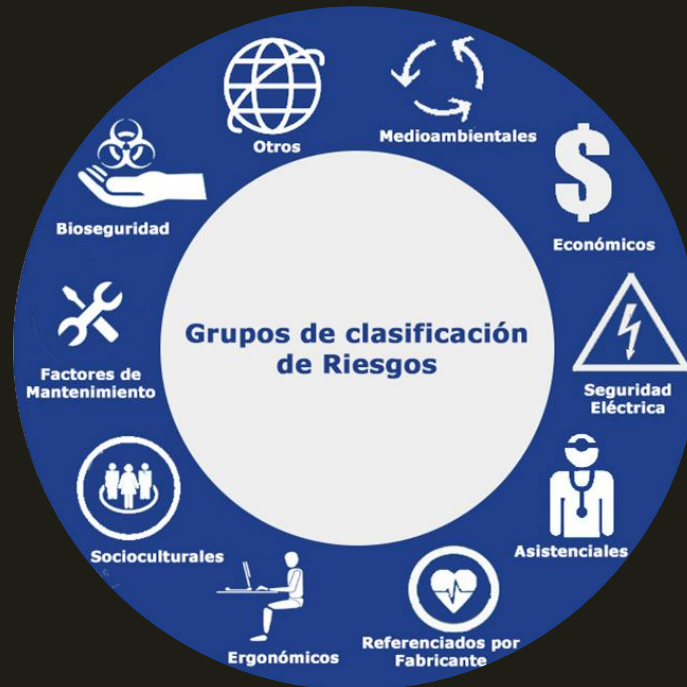 Otros
Medioambientales
Bioseguridad
Económicos
Grupos de clasificación
de Riesgos
Factores de
Mantenimiento
Seguridad
Eléctrica
Socioculturales
Asistenciales
Ergonómicos
Referenciados por
Fabricante